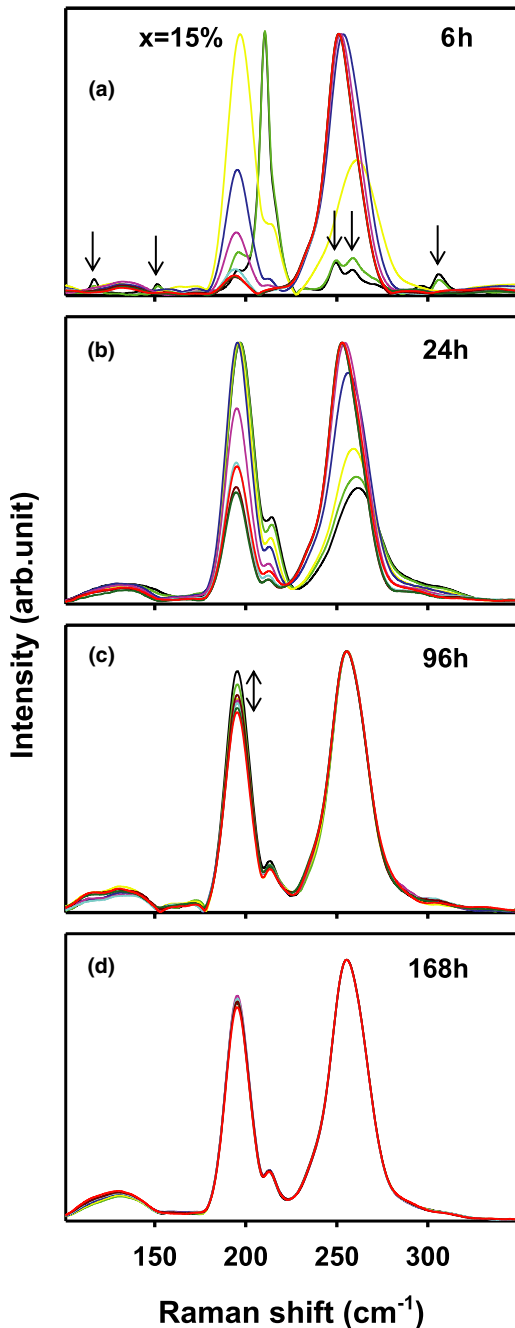 x=15%
6h
(a)
24h
(b)
96h
(c)
168h
(d)
Intensity (arb.unit)
150 200 250 300
Raman shift (cm⁻¹)